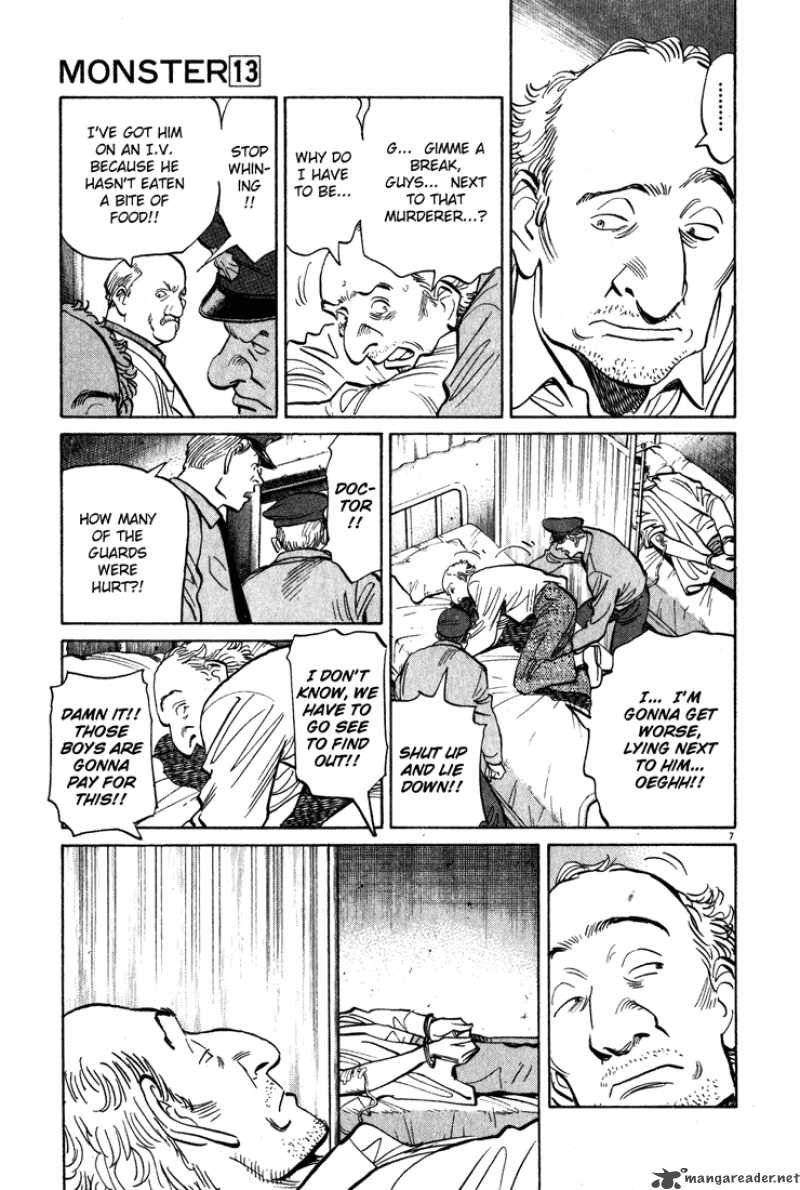 MONSTER 13
........
G... GIMME A
BREAK,
GUYS... NEXT
TO THAT
MURDERER...?
WHY DO
I HAVE
TO BE...
STOP
WHIN-
ING
!!
I'VE GOT HIM
ON AN I.V.
BECAUSE HE
HASN'T EATEN
A BITE OF
FOOD!!
I... I'M
GONNA GET
WORSE,
LYING NEXT
TO HIM...
OEGHH!!
SHUT UP
AND LIE
DOWN!!
DOC-
TOR
!!
HOW MANY
OF THE
GUARDS
WERE
HURT?!
I DON'T
KNOW, WE
HAVE TO
GO SEE
TO FIND
OUT!!
DAMN IT!!
THOSE
BOYS ARE
GONNA
PAY FOR
THIS!!
7
mangareader.net